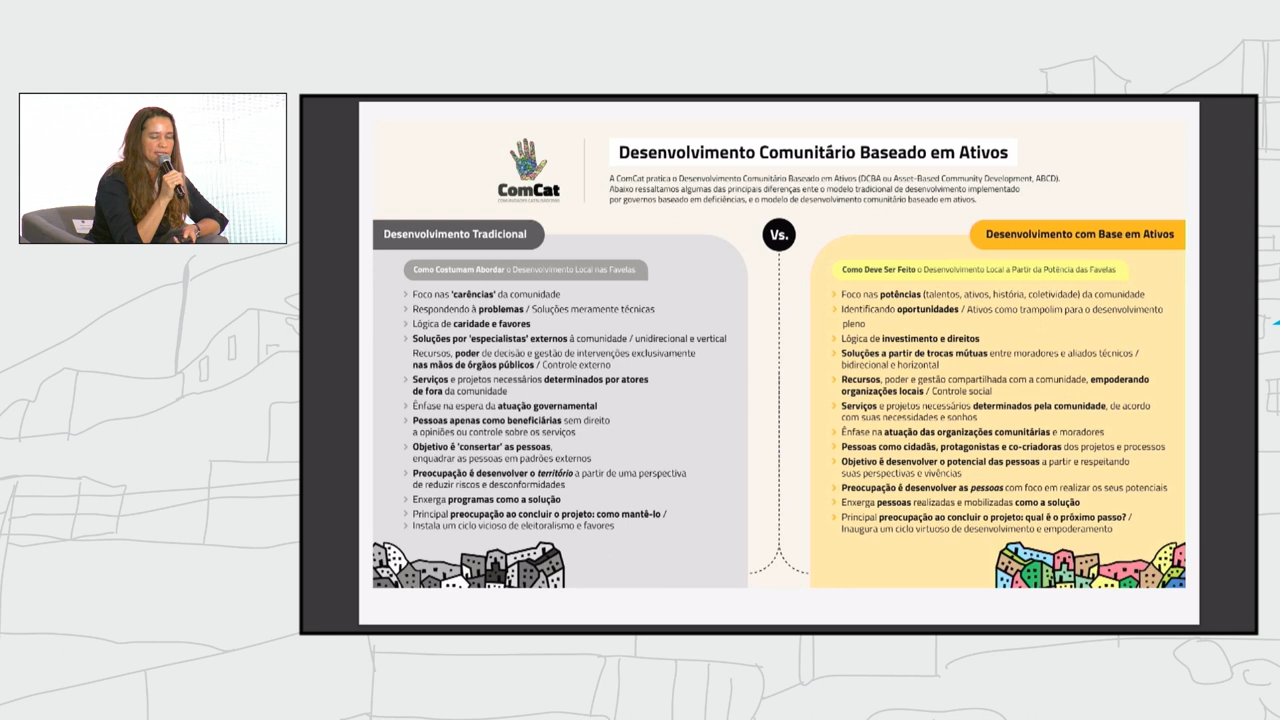 ComCat
COMUNIDADES CATALISADORAS
Desenvolvimento Comunitário Baseado em Ativos
A ComCat pratica o Desenvolvimento Comunitário Baseado em Ativos (DCBA ou Asset-Based Community Development, ABCD).
Abaixo ressaltamos algumas das principais diferenças ente o modelo tradicional de desenvolvimento implementado
por governos baseado em deficiências, e o modelo de desenvolvimento comunitário baseado em ativos.
Desenvolvimento Tradicional
Como Costumam Abordar o Desenvolvimento Local nas Favelas
Foco nas 'carências' da comunidade
Respondendo à problemas / Soluções meramente técnicas
Lógica de caridade e favores
Soluções por 'especialistas' externos à comunidade / unidirecional e vertical
Recursos, poder de decisão e gestão de intervenções exclusivamente
nas mãos de órgãos públicos / Controle externo
Serviços e projetos necessários determinados por atores
de fora da comunidade
Ênfase na espera da atuação governamental
Pessoas apenas como beneficiárias sem direito
a opiniões ou controle sobre os serviços
Objetivo é 'consertar' as pessoas,
enquadrar as pessoas em padrões externos
Preocupação é desenvolver o território a partir de uma perspectiva
de reduzir riscos e desconformidades
Enxerga programas como a solução
Principal preocupação ao concluir o projeto: como mantê-lo /
Instala um ciclo vicioso de eleitoralismo e favores
Vs.
Desenvolvimento com Base em Ativos
Como Deve Ser Feito o Desenvolvimento Local a Partir da Potência das Favelas
Foco nas potências (talentos, ativos, história, coletividade) da comunidade
Identificando oportunidades / Ativos como trampolim para o desenvolvimento
pleno
Lógica de investimento e direitos
Soluções a partir de trocas mútuas entre moradores e aliados técnicos /
bidirecional e horizontal
Recursos, poder e gestão compartilhada com a comunidade, empoderando
organizações locais / Controle social
Serviços e projetos necessários determinados pela comunidade, de acordo
com suas necessidades e sonhos
Ênfase na atuação das organizações comunitárias e moradores
Pessoas como cidadãs, protagonistas e co-criadoras dos projetos e processos
Objetivo é desenvolver o potencial das pessoas a partir e respeitando
suas perspectivas e vivências
Preocupação é desenvolver as pessoas com foco em realizar os seus potenciais
Enxerga pessoas realizadas e mobilizadas como a solução
Principal preocupação ao concluir o projeto: qual é o próximo passo? /
Inaugura um ciclo virtuoso de desenvolvimento e empoderamento